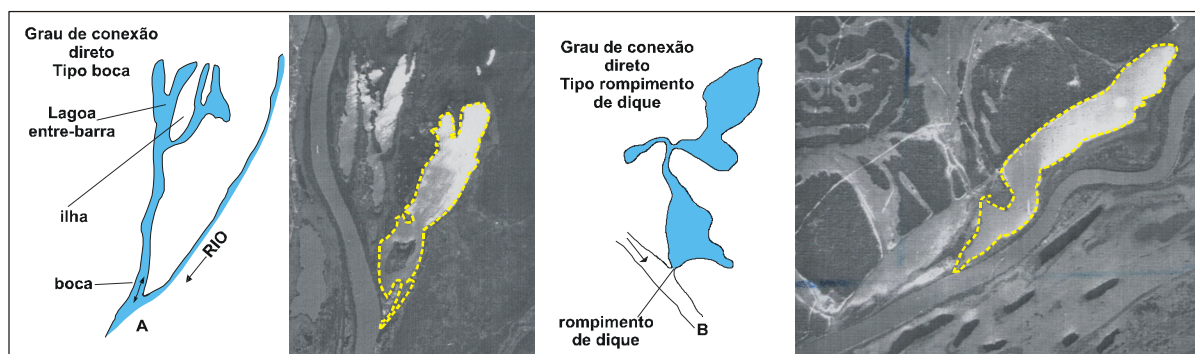 Grau de conexão
direto
Tipo boca
Lagoa
entre-barra
ilha
boca
RIO
A
Grau de conexão
direto
Tipo rompimento
de dique
rompimento
de dique
B